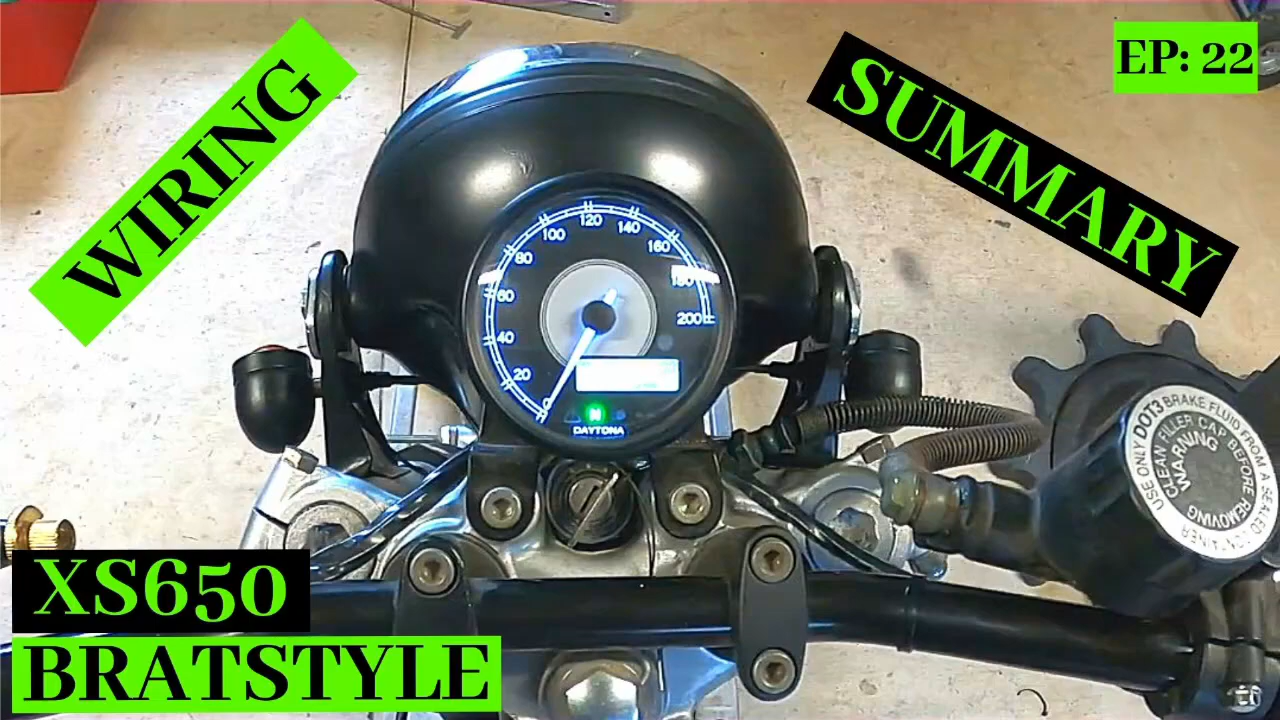 WIRING
SUMMARY
EP: 22
0
20
40
60
80
100
120
140
160
180
200
N
DAYTONA
USE ONLY DOT3 BRAKE FLUID FROM A SEALED CONTAINER
CLEAN FILLER CAP BEFORE REMOVING
WARNING
XS650
BRATSTYLE